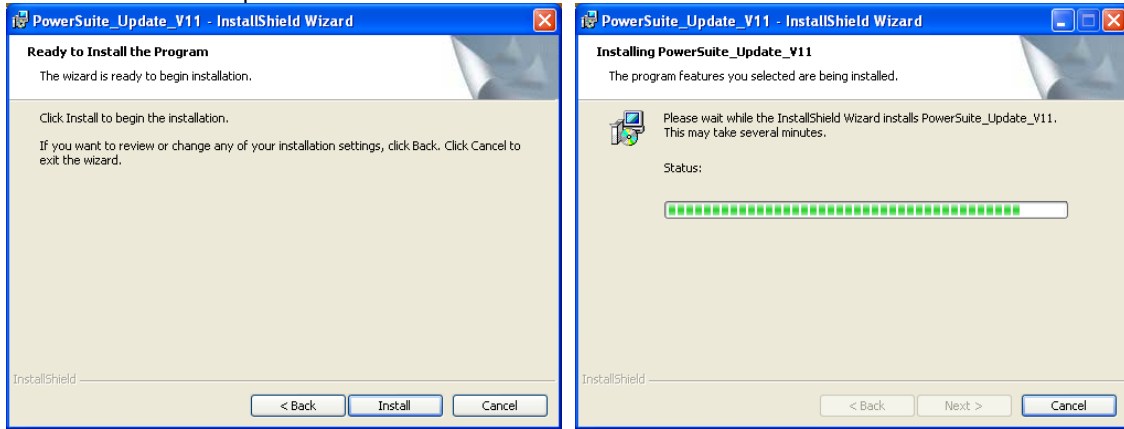 PowerSuite_Update_V11 - InstallShield Wizard
Ready to Install the Program
The wizard is ready to begin installation.
Click Install to begin the installation.
If you want to review or change any of your installation settings, click Back. Click Cancel to
exit the wizard.
InstallShield
< Back
Install
Cancel
PowerSuite_Update_V11 - InstallShield Wizard
Installing PowerSuite_Update_V11
The program features you selected are being installed.
Please wait while the InstallShield Wizard installs PowerSuite_Update_V11.
This may take several minutes.
Status:
InstallShield
< Back
Next >
Cancel